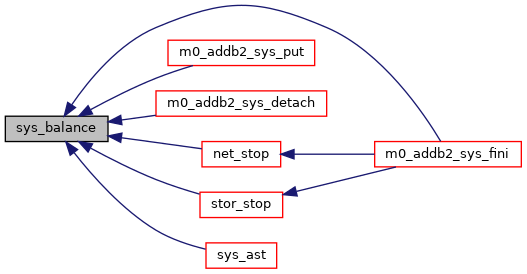 m0_addb2_sys_put
m0_addb2_sys_detach
sys_balance
net_stop
m0_addb2_sys_fini
stor_stop
sys_ast